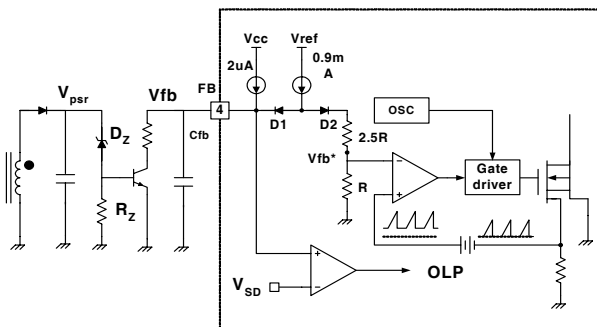 Vcc Vref
2uA 0.9m
A
Vpsr Vfb FB 4
D1 D2
OSC
DZ Cfb
2.5R
Vfb*
R
Gate
driver
RZ
− +
+ −
VSD
OLP